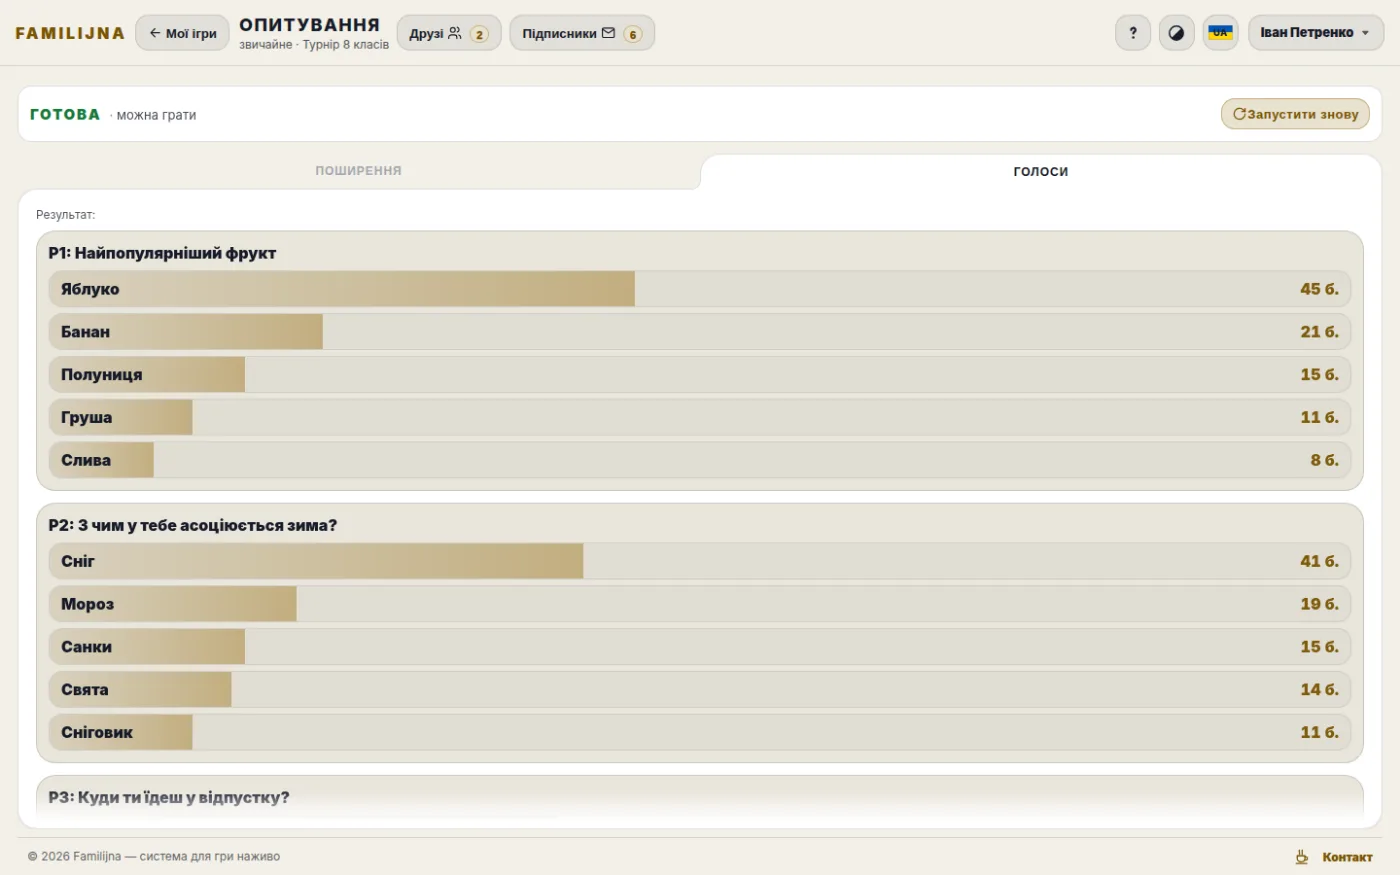 FAMILIJNA
← Мої ігри
ОПИТУВАННЯ
звичайне · Турнір 8 класів
Друзі 2
Підписники 6
?
UA
Іван Петренко
ГОТОВА · можна грати
Запустити знову
ПОШИРЕННЯ
ГОЛОСИ
Результат:
P1: Найпопулярніший фрукт
Яблуко 45 б.
Банан 21 б.
Полуниця 15 б.
Груша 11 б.
Слива 8 б.
P2: З чим у тебе асоціюється зима?
Сніг 41 б.
Мороз 19 б.
Санки 15 б.
Свята 14 б.
Сніговик 11 б.
P3: Куди ти їдеш у відпустку?
© 2026 Familijna — система для гри наживо
Контакт